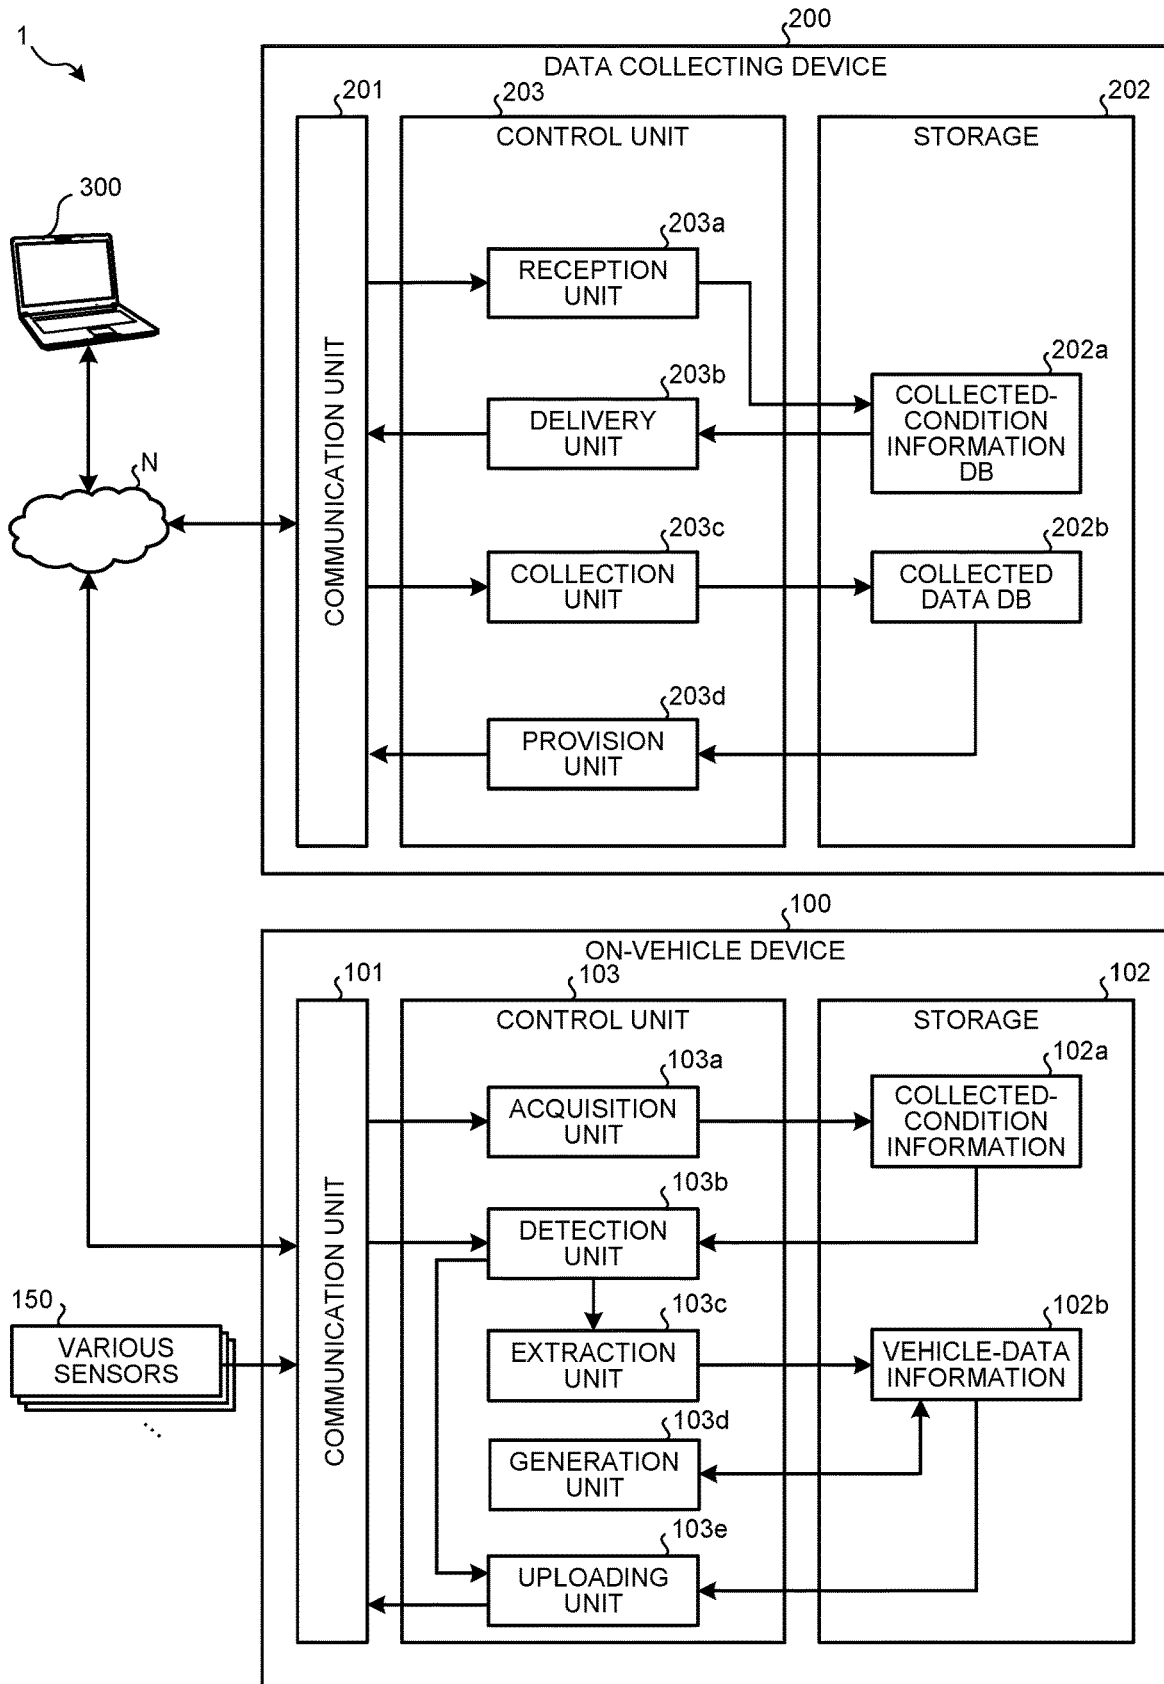 1
200
DATA COLLECTING DEVICE
201
203
202
CONTROL UNIT
STORAGE
300
203a
RECEPTION
UNIT
COMMUNICATION UNIT
202a
203b
COLLECTED-
CONDITION
INFORMATION
DB
DELIVERY
UNIT
N
203c
202b
COLLECTION
UNIT
COLLECTED
DATA DB
203d
PROVISION
UNIT
100
ON-VEHICLE DEVICE
101
103
102
CONTROL UNIT
STORAGE
103a
102a
ACQUISITION
UNIT
COLLECTED-
CONDITION
INFORMATION
COMMUNICATION UNIT
103b
DETECTION
UNIT
150
VARIOUS
SENSORS
...
103c
102b
EXTRACTION
UNIT
VEHICLE-DATA
INFORMATION
103d
GENERATION
UNIT
103e
UPLOADING
UNIT